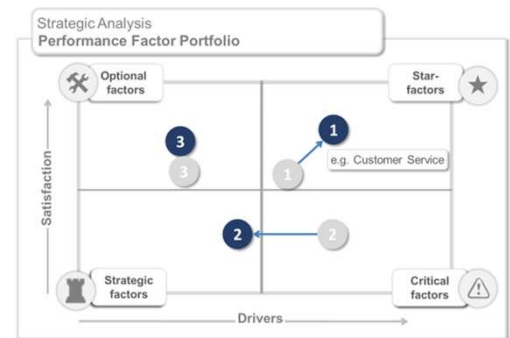 Strategic Analysis
Performance Factor Portfolio
Optional
factors
Star-
factors
1
3
3
e.g. Customer Service
1
Satisfaction
2
2
Strategic
factors
Critical
factors
Drivers